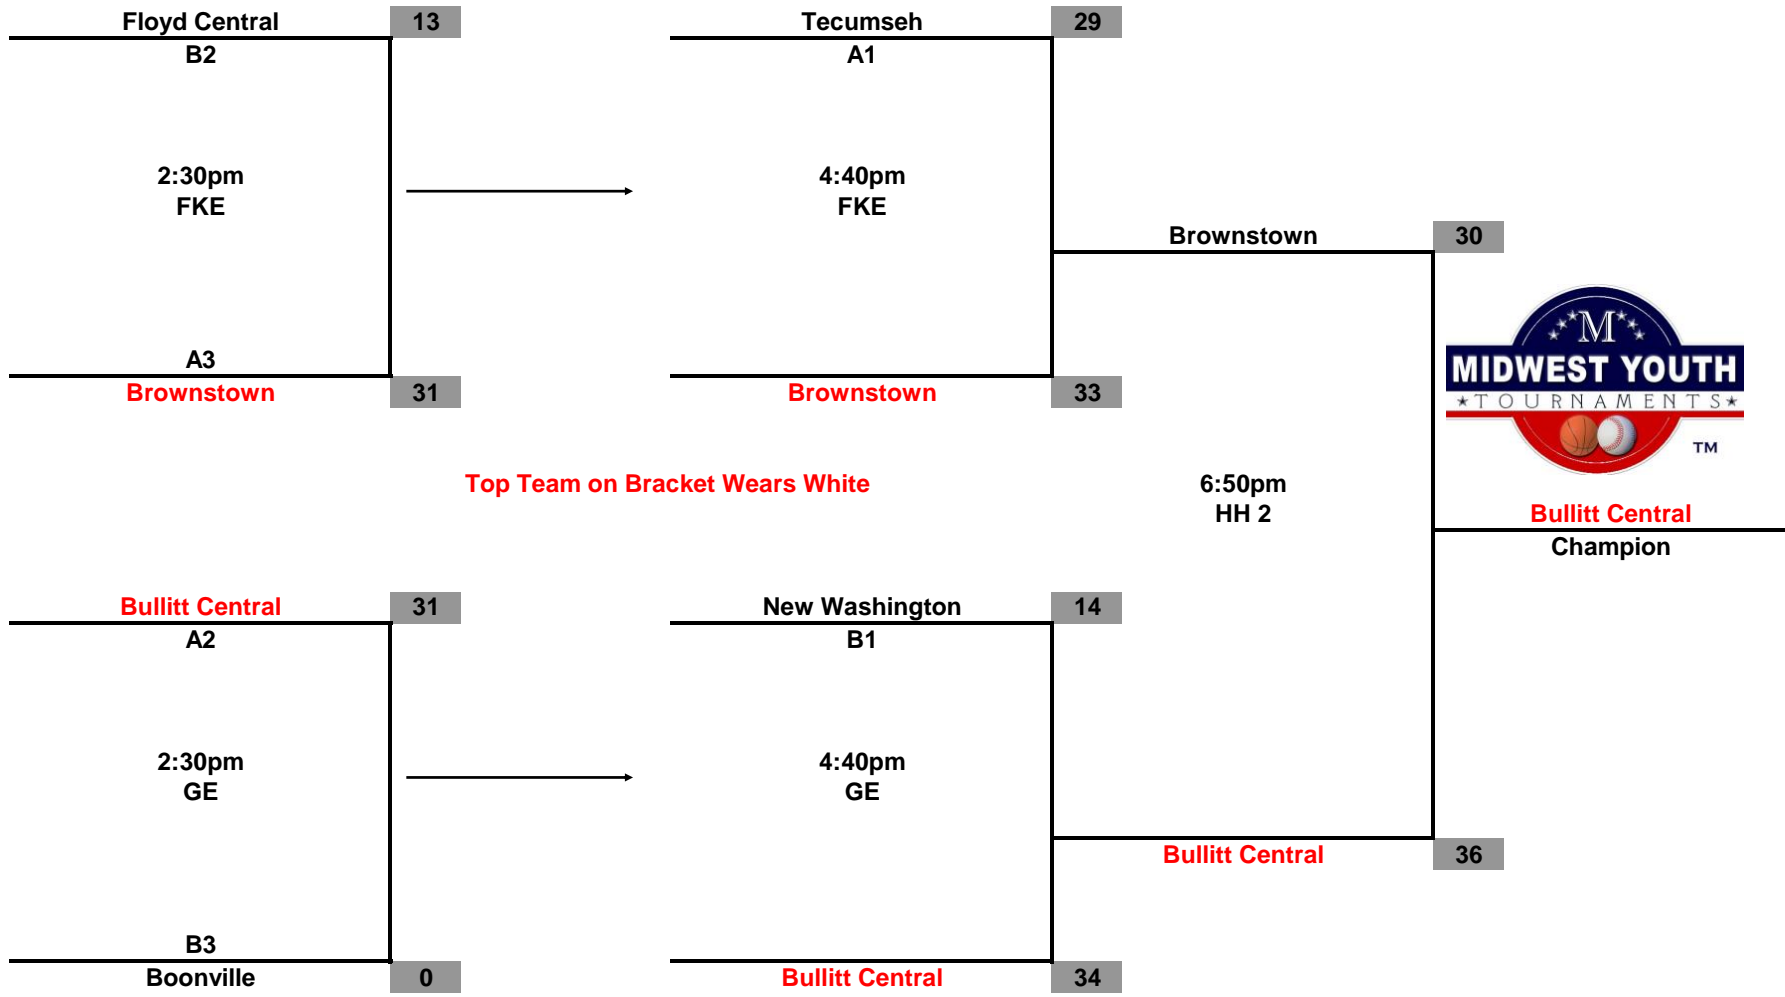 Floyd Central 13
B2
2:30pm
FKE
A3
Brownstown 31
Tecumseh 29
A1
4:40pm
FKE
Brownstown 33
Brownstown 30
M
MIDWEST YOUTH
TOURNAMENTS
TM
Top Team on Bracket Wears White
6:50pm
HH 2
Bullitt Central
Champion
Bullitt Central 31
A2
2:30pm
GE
B3
Boonville 0
New Washington 14
B1
4:40pm
GE
Bullitt Central 34
Bullitt Central 36